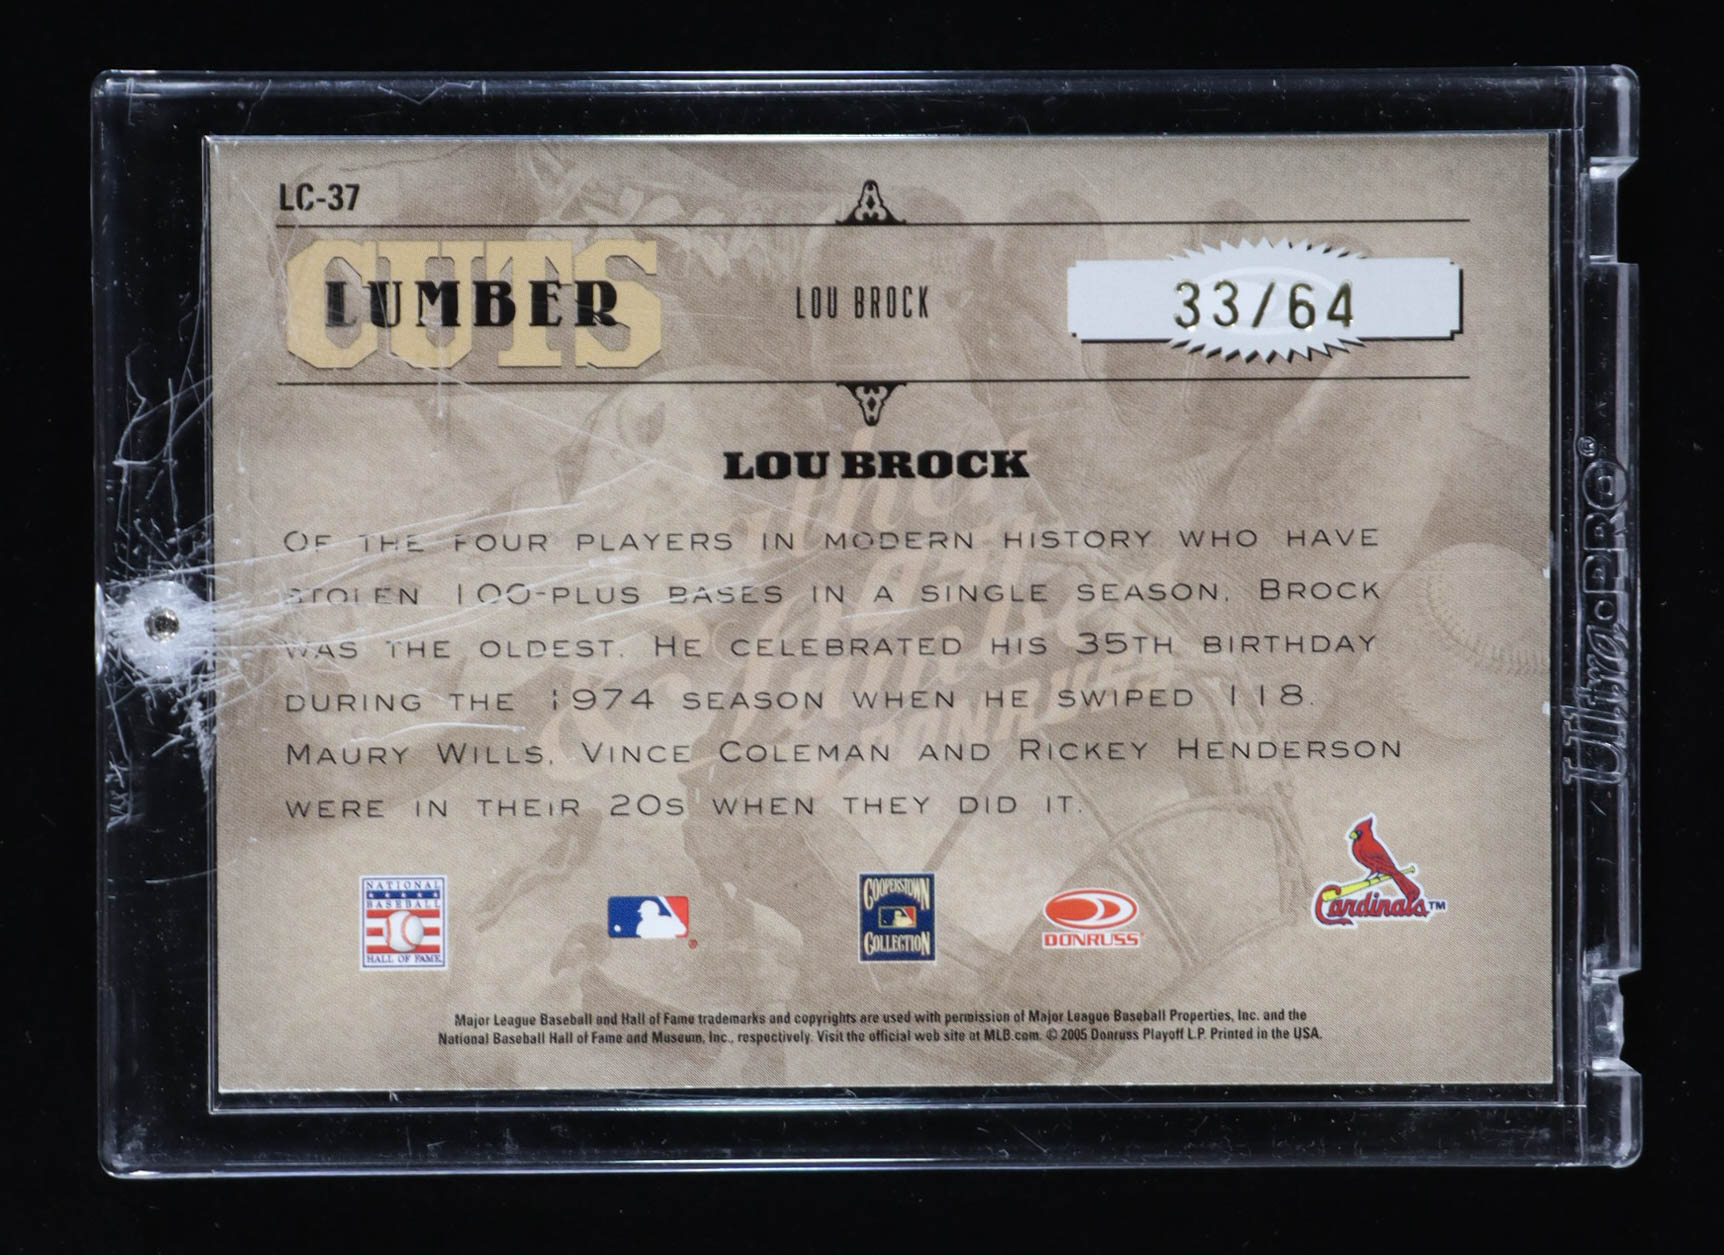 LC-37
CUTS
LUMBER
LOU BROCK
33/64
LOU BROCK
OF THE FOUR PLAYERS IN MODERN HISTORY WHO HAVE
STOLEN 100-PLUS BASES IN A SINGLE SEASON, BROCK
WAS THE OLDEST. HE CELEBRATED HIS 35TH BIRTHDAY
DURING THE 1974 SEASON WHEN HE SWIPED 118.
MAURY WILLS, VINCE COLEMAN AND RICKEY HENDERSON
WERE IN THEIR 20S WHEN THEY DID IT.
NATIONAL
BASEBALL
HALL OF FAME
COOPERSTOWN
COLLECTION
DONRUSS
Cardinals™
Major League Baseball and Hall of Fame trademarks and copyrights are used with permission of Major League Baseball Properties, Inc. and the
National Baseball Hall of Fame and Museum, Inc., respectively. Visit the official web site at MLB.com. © 2005 Donruss Playoff L.P. Printed in the USA.
Ultra•PRO®